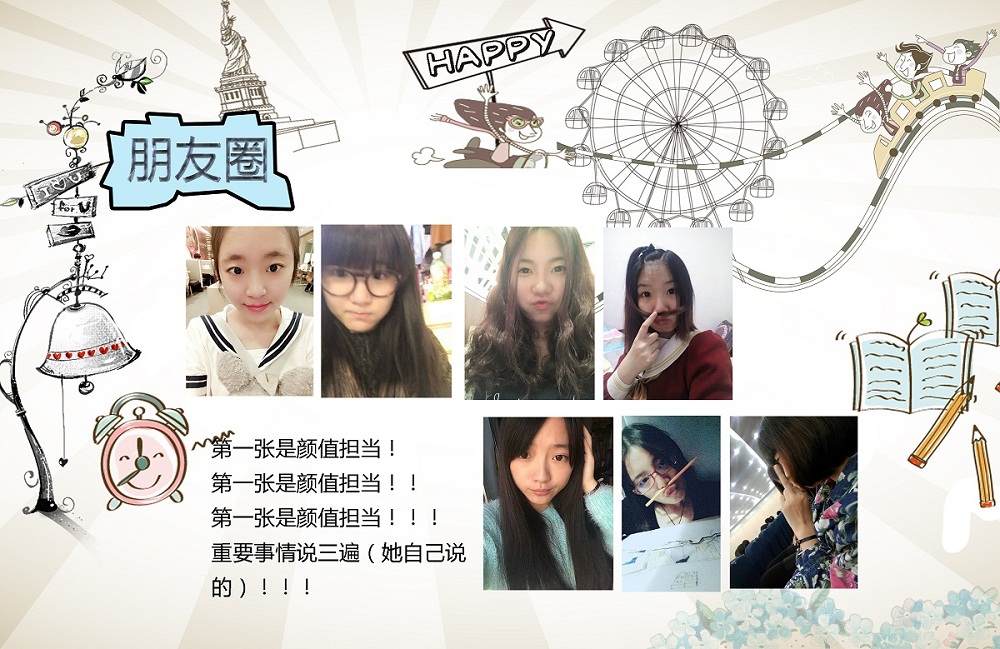 HAPPY
朋友圈
for U
第一张是颜值担当！
第一张是颜值担当！！
第一张是颜值担当！！！
重要事情说三遍（她自己说
的）！！！